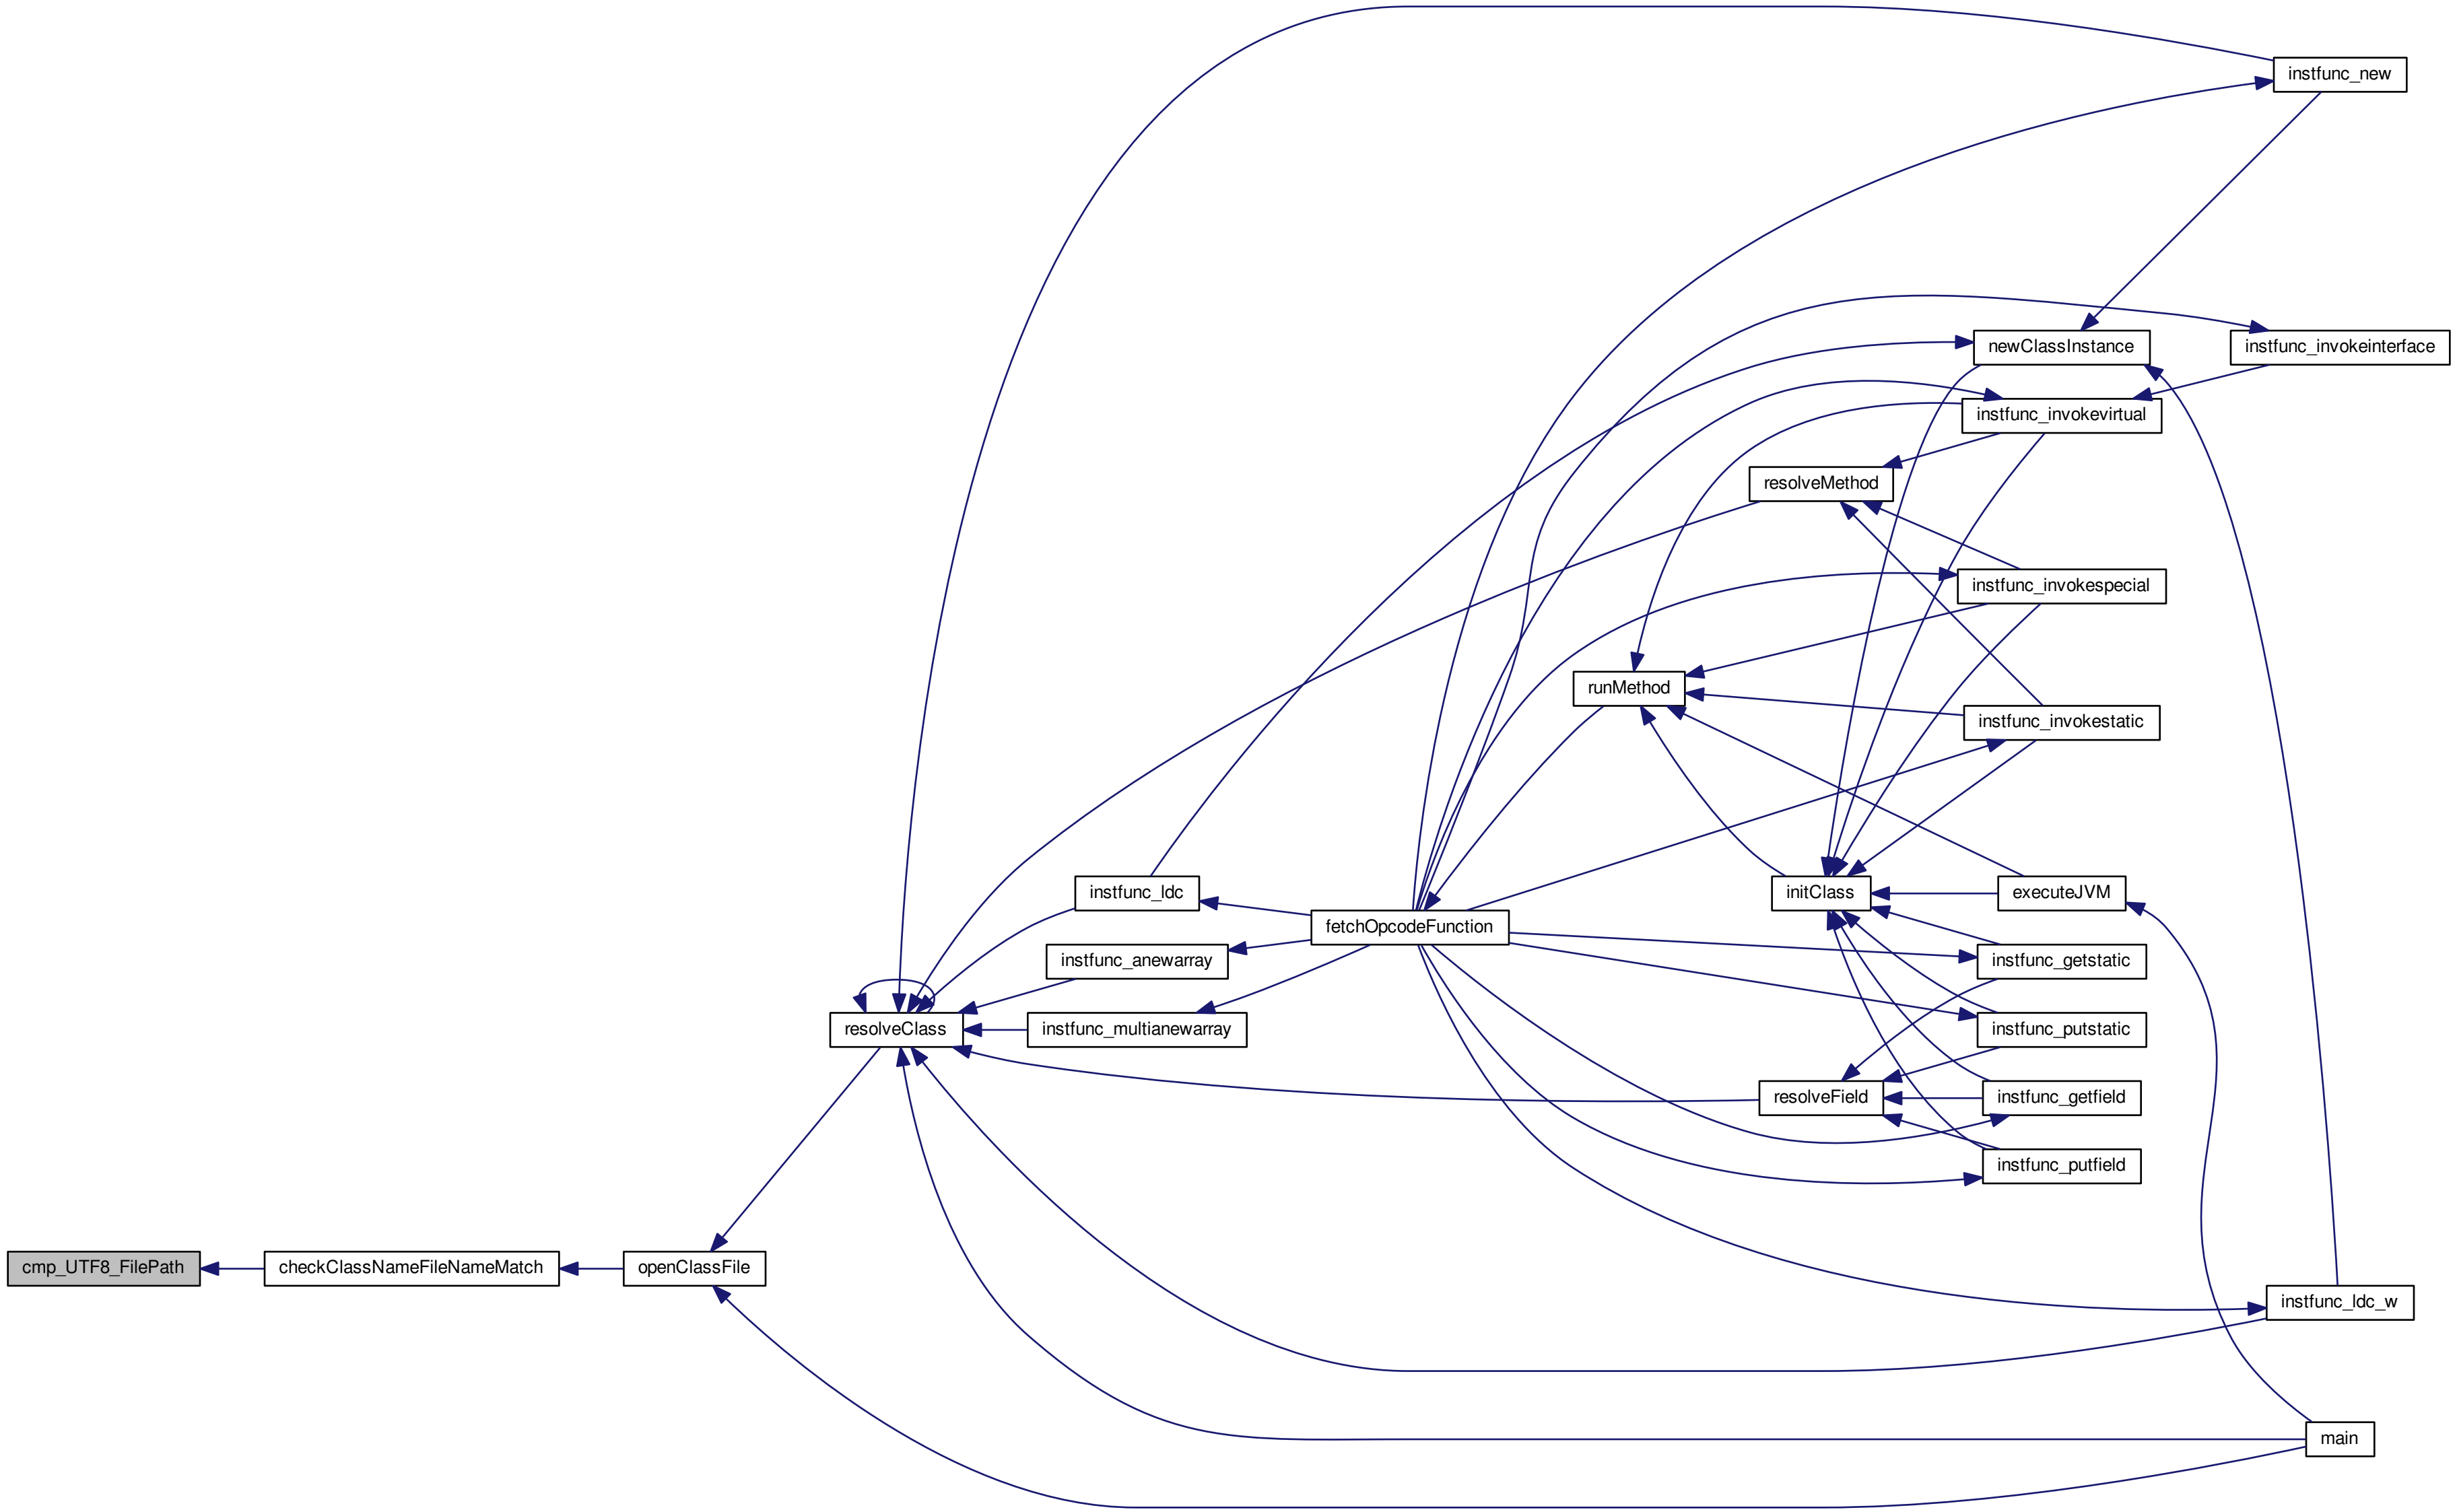 instfunc_new
newClassInstance
instfunc_invokeinterface
instfunc_invokevirtual
resolveMethod
instfunc_invokespecial
runMethod
instfunc_invokestatic
instfunc_ldc
initClass
executeJVM
fetchOpcodeFunction
instfunc_anewarray
instfunc_getstatic
resolveClass
instfunc_multianewarray
instfunc_putstatic
resolveField
instfunc_getfield
instfunc_putfield
cmp_UTF8_FilePath
checkClassNameFileNameMatch
openClassFile
instfunc_ldc_w
main